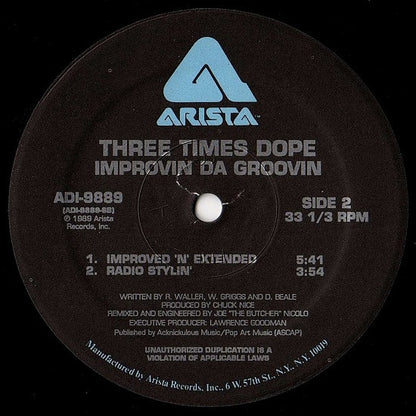 ARISTA
THREE TIMES DOPE
IMPROVIN DA GROOVIN
ADI-9889
(ADI-9889-SB)
℗ 1989 Arista
Records, Inc.
SIDE 2
33 1/3 RPM
1. IMPROVED 'N' EXTENDED 5:41
2. RADIO STYLIN' 3:54
WRITTEN BY R. WALLER, W. GRIGGS AND D. BEALE
PRODUCED BY CHUCK NICE
REMIXED AND ENGINEERED BY JOE "THE BUTCHER" NICOLO
EXECUTIVE PRODUCER: LAWRENCE GOODMAN
Published by Acknickulous Music/Pop Art Music (ASCAP)
UNAUTHORIZED DUPLICATION IS A
VIOLATION OF APPLICABLE LAWS
Manufactured by Arista Records, Inc., 6 W. 57th St., N.Y., N.Y. 10019